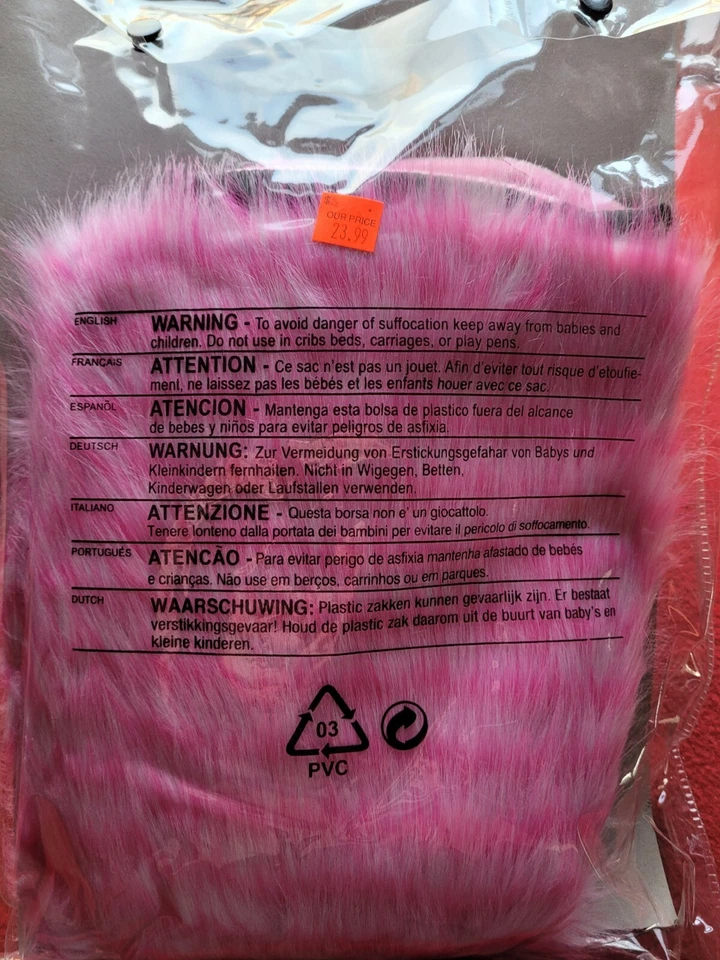 OUR PRICE
23.99
ENGLISH
WARNING - To avoid danger of suffocation keep away from babies and
children. Do not use in cribs beds, carriages, or play pens.
FRANÇAIS
ATTENTION - Ce sac n'est pas un jouet. Afin d'eviter tout risque d'etoufie-
ment, ne laissez pas les bébés et les enfants houer avec ce sac.
ESPANÕL
ATENCION - Mantenga esta bolsa de plastico fuera del alcance
de bebes y niños para evitar peligros de asfixia.
DEUTSCH
WARNUNG: Zur Vermeidung von Erstickungsgefahar von Babys und
Kleinkindern fernhaiten. Nicht in Wigegen, Betten,
Kinderwagen oder Laufstallen verwenden.
ITALIANO
ATTENZIONE - Questa borsa non e' un giocattolo.
Tenere lonteno dalla portata dei bambini per evitare il pericolo di soffocamento.
PORTUGUÉS
ATENCÃO - Para evitar perigo de asfixia mantenha afastado de bebés
e crianças. Não use em berços, carrinhos ou em parques.
DUTCH
WAARSCHUWING: Plastic zakken kunnen gevaarlijk zijn. Er bestaat
verstikkingsgevaar! Houd de plastic zak daarom uit de buurt van baby's en
kleine kinderen.
03
PVC